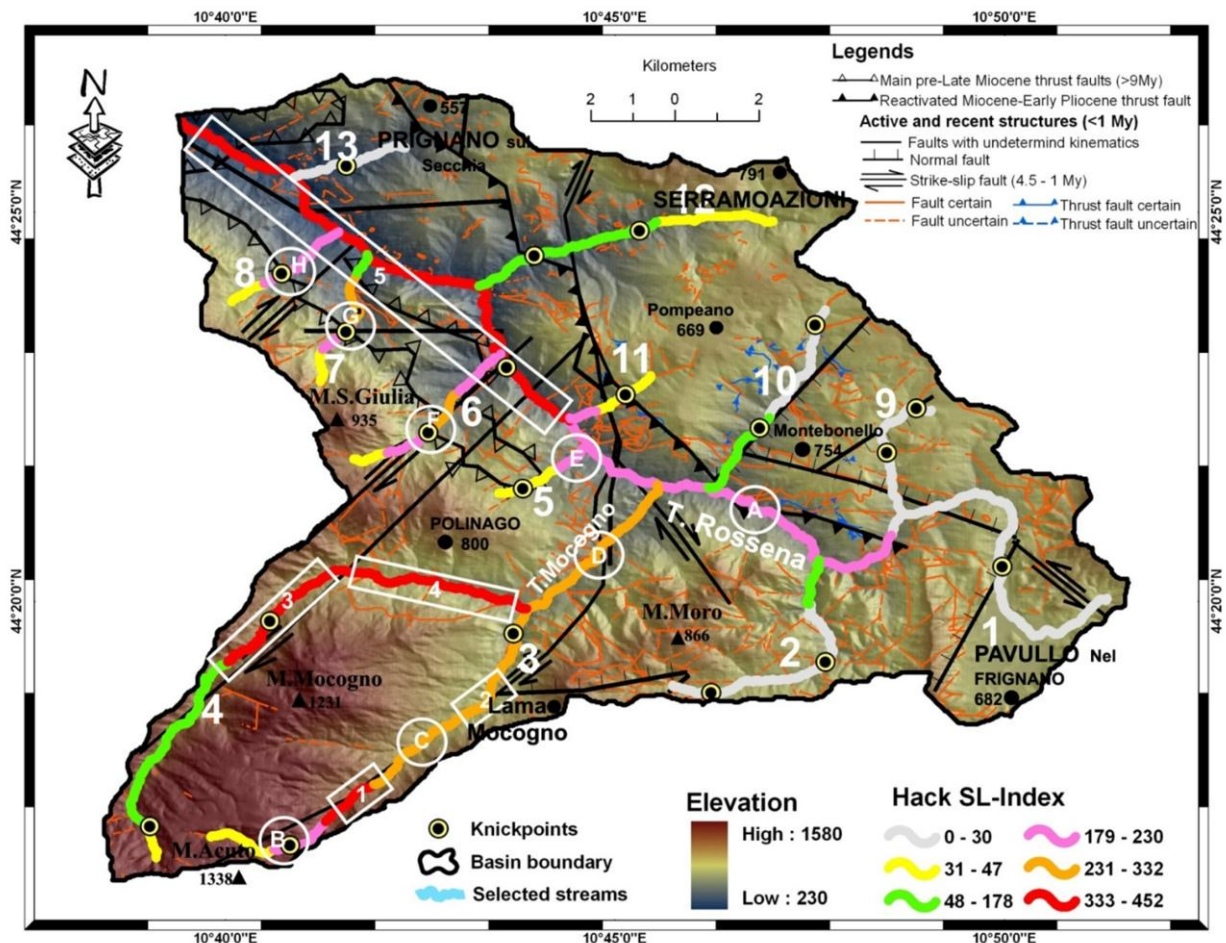 10°40'0"E 10°45'0"E 10°50'0"E
Legends
Kilometers
2 1 0 2
Main pre-Late Miocene thrust faults (>9My)
Reactivated Miocene-Early Pliocene thrust fault
Active and recent structures (<1 My)
Faults with undetermind kinematics
Normal fault
Strike-slip fault (4.5 - 1 My)
Fault certain
Thrust fault certain
Fault uncertain
Thrust fault uncertain
N
557
13
PRIGNANO sul
Secchia
791
12
SERRAMOAZIONI
44°25'0"N
44°25'0"N
8
H
5
G
7
Pompeano
669
11
10
9
M.S.Giulia
935
6
F
Montebonello
754
E
5
A
T. Rossena
POLINAGO
800
T.Mocogno
D
44°20'0"N
44°20'0"N
3
4
M.Moro
866
1
2
3
PAVULLO Nel
FRIGNANO
682
M.Mocogno
1231
4
2
Lama
Mocogno
C
1
B
M.Acuto
1338
Knickpoints
Basin boundary
Selected streams
Elevation
High : 1580
Low : 230
Hack SL-Index
0 - 30
179 - 230
31 - 47
231 - 332
48 - 178
333 - 452
10°40'0"E 10°45'0"E 10°50'0"E